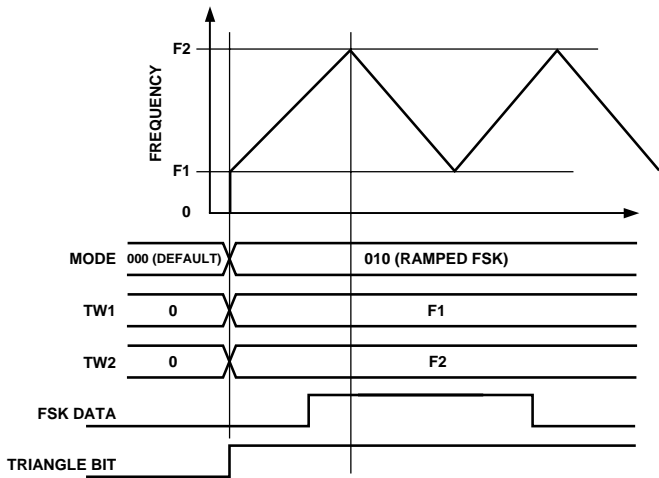 F2
FREQUENCY
F1
0
MODE 000 (DEFAULT) 010 (RAMPED FSK)
TW1 0 F1
TW2 0 F2
FSK DATA
TRIANGLE BIT